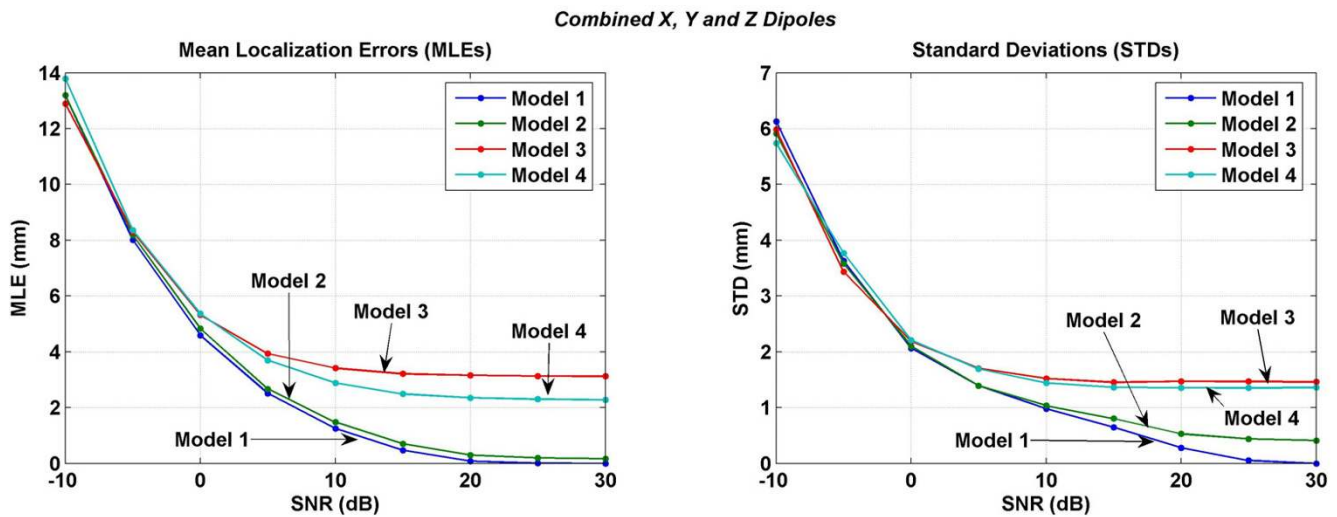 Combined X, Y and Z Dipoles
Mean Localization Errors (MLEs)
14
12
10
8
6
4
2
0
MLE (mm)
-10
0
10
20
30
SNR (dB)
Model 1
Model 2
Model 3
Model 4
Model 2
Model 3
Model 4
Model 1
Standard Deviations (STDs)
7
6
5
4
3
2
1
0
STD (mm)
-10
0
10
20
30
SNR (dB)
Model 1
Model 2
Model 3
Model 4
Model 2
Model 3
Model 4
Model 1